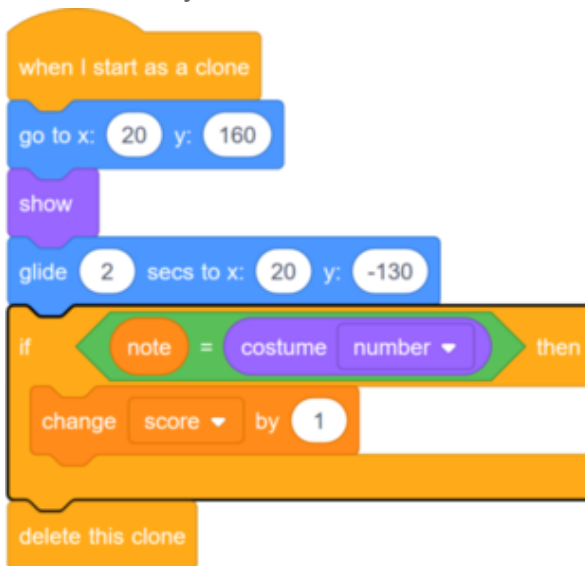 when I start as a clone
go to x: 20 y: 160
show
glide 2 secs to x: 20 y: -130
if note = costume number then
change score by 1
delete this clone